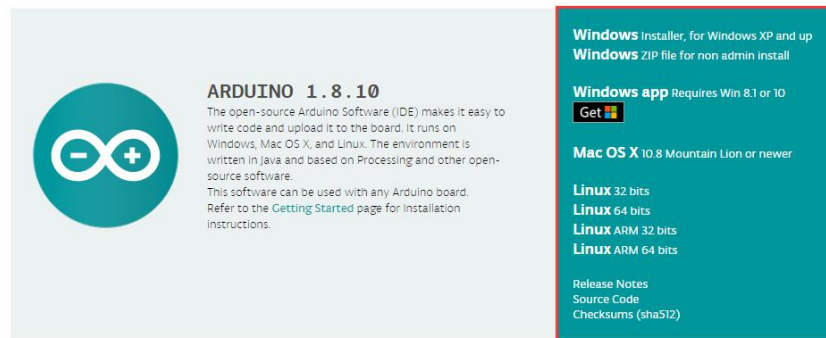 ARDUINO 1.8.10
The open-source Arduino Software (IDE) makes it easy to
write code and upload it to the board. It runs on
Windows, Mac OS X, and Linux. The environment is
written in Java and based on Processing and other open-
source software.
This software can be used with any Arduino board.
Refer to the Getting Started page for Installation
instructions.
Windows Installer, for Windows XP and up
Windows ZIP file for non admin install
Windows app Requires Win 8.1 or 10
Get
Mac OS X 10.8 Mountain Lion or newer
Linux 32 bits
Linux 64 bits
Linux ARM 32 bits
Linux ARM 64 bits
Release Notes
Source Code
Checksums (sha512)